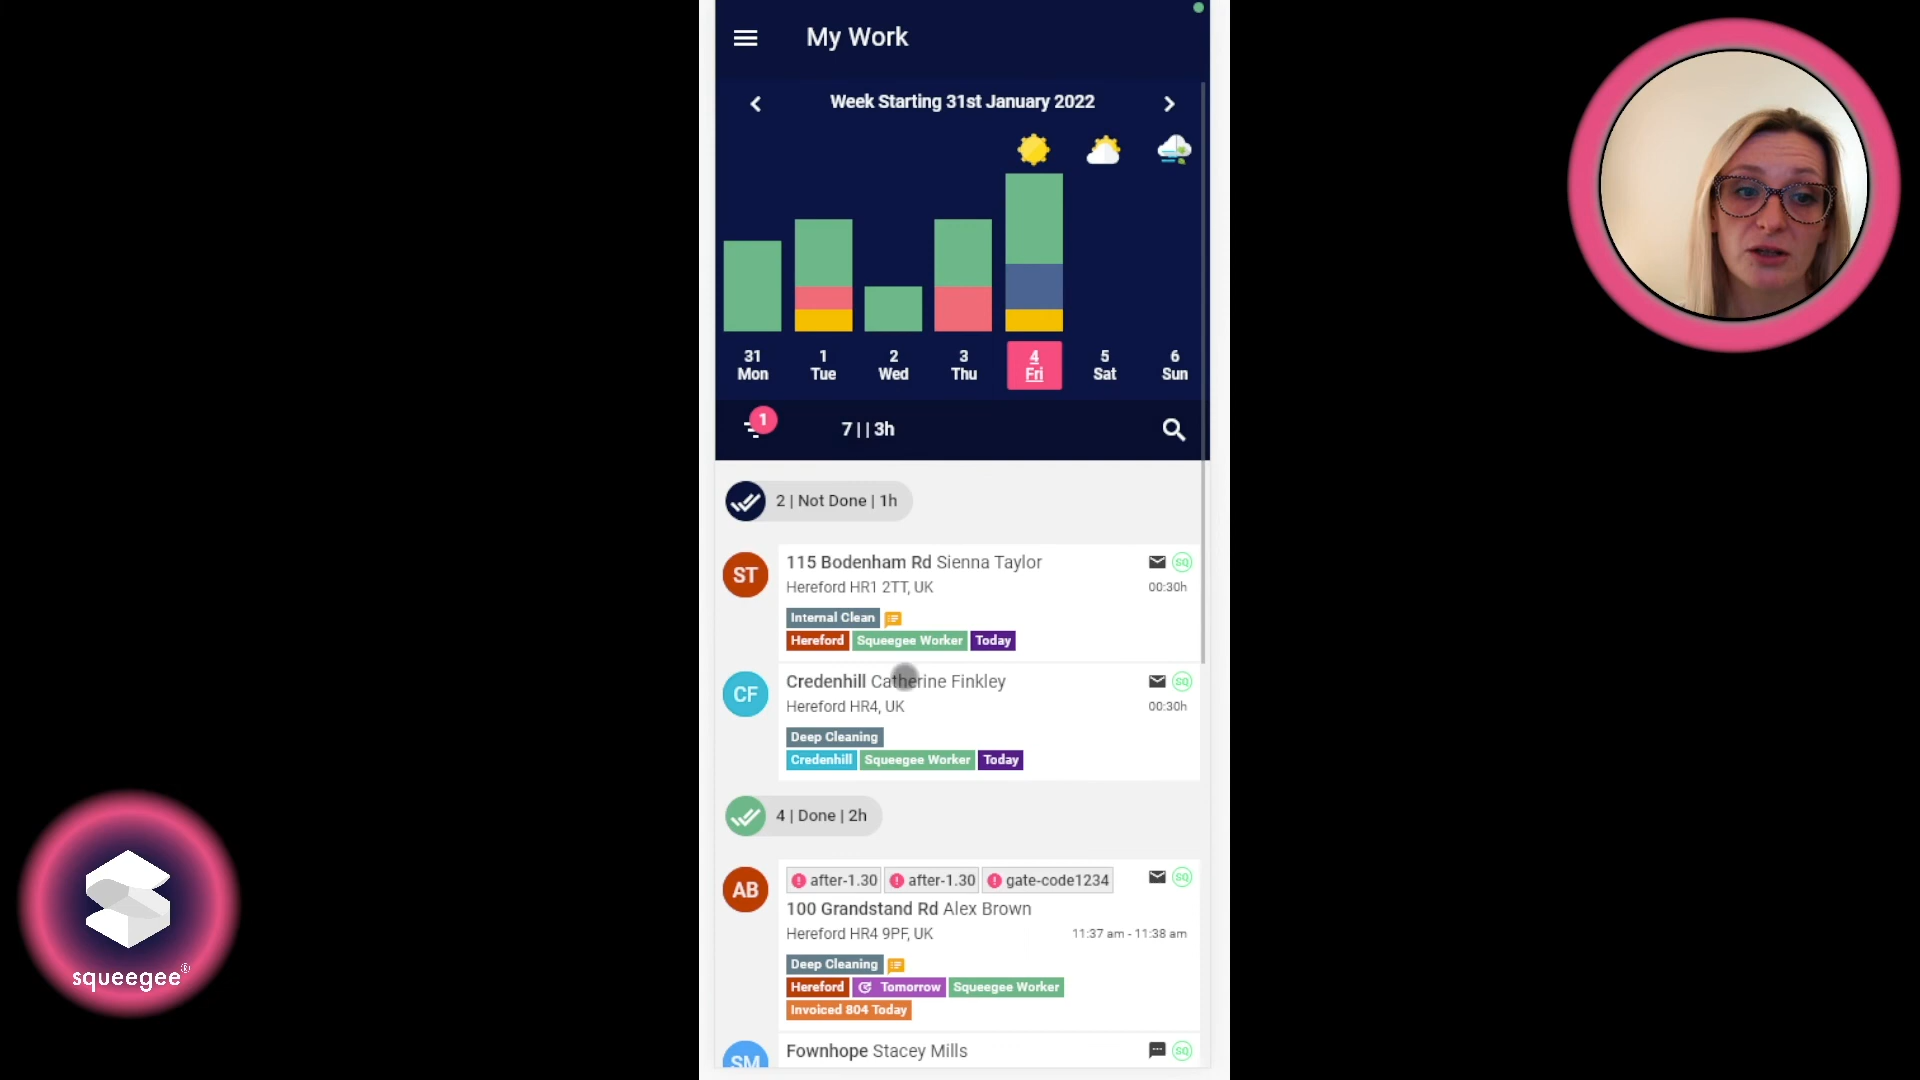 My Work
Week Starting 31st January 2022
31 Mon
1 Tue
2 Wed
3 Thu
4 Fri
5 Sat
6 Sun
1
7 | | 3h
2 | Not Done | 1h
ST
115 Bodenham Rd Sienna Taylor
Hereford HR1 2TT, UK
00:30h
Internal Clean
Hereford Squeegee Worker Today
CF
Credenhill Catherine Finkley
Hereford HR4, UK
00:30h
Deep Cleaning
Credenhill Squeegee Worker Today
4 | Done | 2h
AB
after-1.30 after-1.30 gate-code1234
100 Grandstand Rd Alex Brown
Hereford HR4 9PF, UK
11:37 am - 11:38 am
Deep Cleaning
Hereford Tomorrow Squeegee Worker
Invoiced 804 Today
SM
Fownhope Stacey Mills
SQ
SQ
SQ
SQ
squeegee®